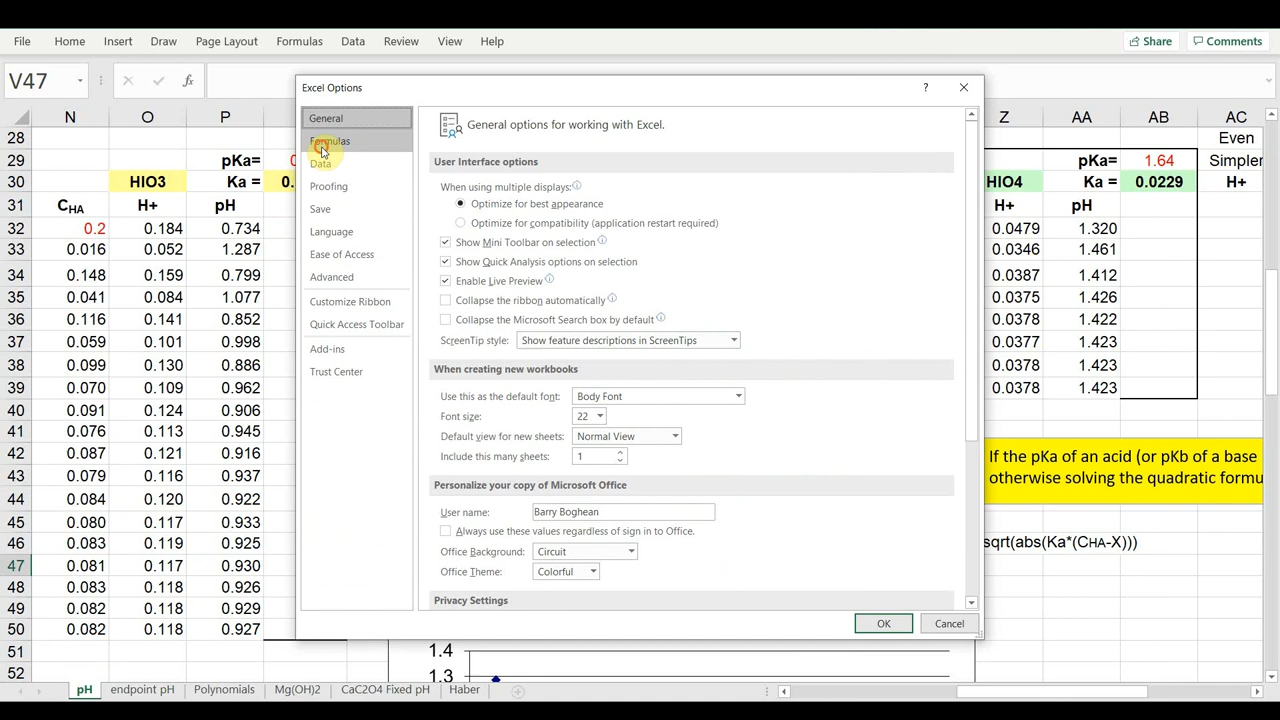 File Home Insert Draw Page Layout Formulas Data Review View Help Share Comments
V47 fx
Excel Options ?
N O P Z AA AB AC
28 Even
29 pKa= pKa= 1.64 Simpler
30 HIO3 Ka = 0. HIO4 Ka = 0.0229 H+
31 CHA H+ pH H+ pH
32 0.2 0.184 0.734 0.0479 1.320
33 0.016 0.052 1.287 0.0346 1.461
34 0.148 0.159 0.799 0.0387 1.412
35 0.041 0.084 1.077 0.0375 1.426
36 0.116 0.141 0.852 0.0378 1.422
37 0.059 0.101 0.998 0.0377 1.423
38 0.099 0.130 0.886 0.0378 1.423
39 0.070 0.109 0.962 0.0378 1.423
40 0.091 0.124 0.906
41 0.076 0.113 0.945
42 0.087 0.121 0.916
43 0.079 0.116 0.937
44 0.084 0.120 0.922
45 0.080 0.117 0.933
46 0.083 0.119 0.925
47 0.081 0.117 0.930
48 0.083 0.118 0.926
49 0.082 0.118 0.929
50 0.082 0.118 0.927
51
52
If the pKa of an acid (or pKb of a base
otherwise solving the quadratic formu
sqrt(abs(Ka*(CHA-X)))
1.4
1.3
General
Formulas
Data
Proofing
Save
Language
Ease of Access
Advanced
Customize Ribbon
Quick Access Toolbar
Add-ins
Trust Center
General options for working with Excel.
User Interface options
When using multiple displays:
Optimize for best appearance
Optimize for compatibility (application restart required)
Show Mini Toolbar on selection
Show Quick Analysis options on selection
Enable Live Preview
Collapse the ribbon automatically
Collapse the Microsoft Search box by default
ScreenTip style: Show feature descriptions in ScreenTips
When creating new workbooks
Use this as the default font: Body Font
Font size: 22
Default view for new sheets: Normal View
Include this many sheets: 1
Personalize your copy of Microsoft Office
User name: Barry Boghean
Always use these values regardless of sign in to Office.
Office Background: Circuit
Office Theme: Colorful
Privacy Settings
OK Cancel
pH endpoint pH Polynomials Mg(OH)2 CaC2O4 Fixed pH Haber